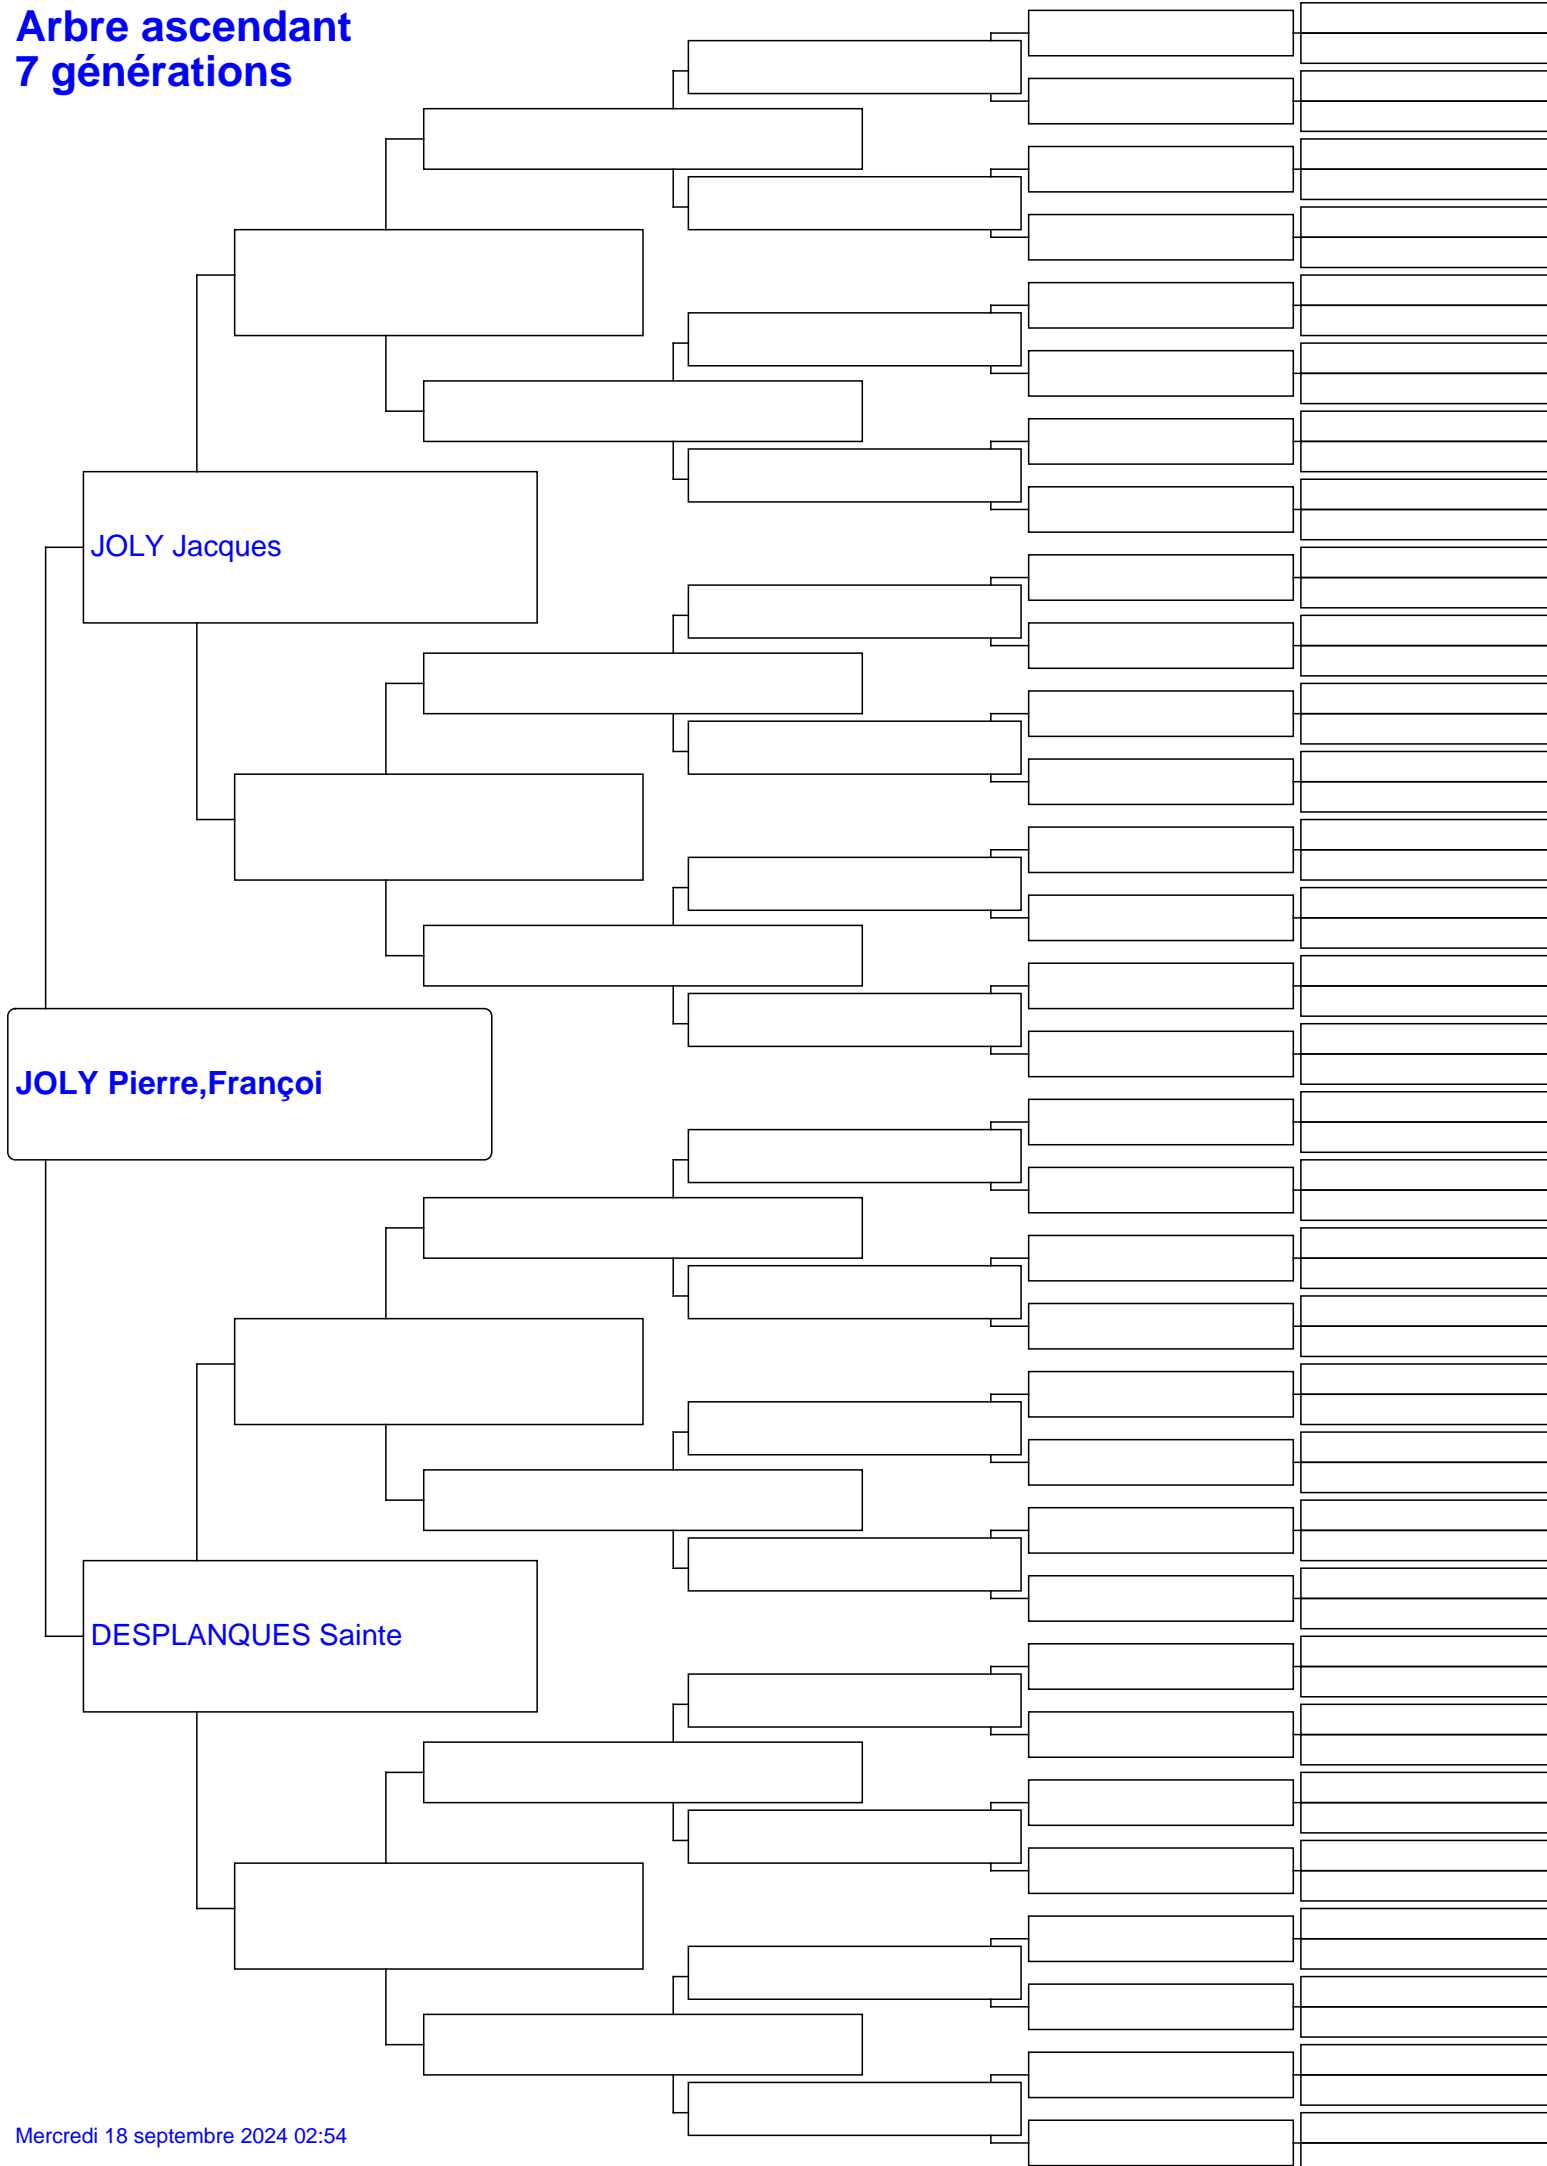 Arbre ascendant
7 générations
JOLY Jacques
JOLY Pierre,Françoi
DESPLANQUES Sainte
Mercredi 18 septembre 2024 02:54